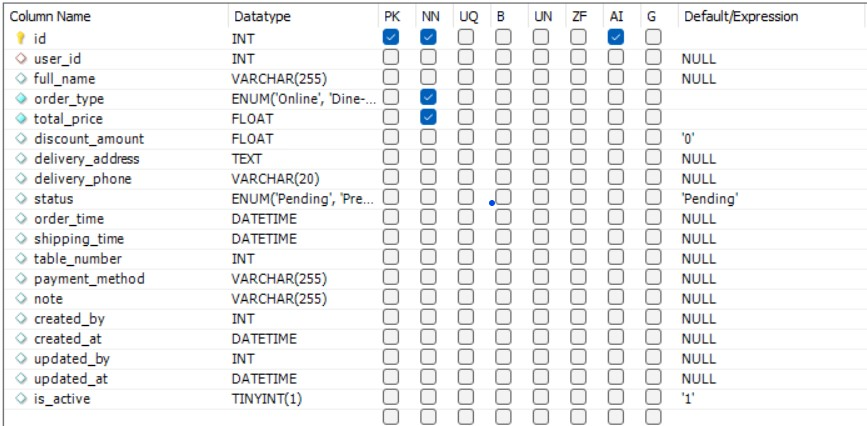 Column Name Datatype PK NN UQ B UN ZF AI G Default/Expression
id INT
user_id INT NULL
full_name VARCHAR(255) NULL
order_type ENUM('Online', 'Dine-...
total_price FLOAT
discount_amount FLOAT '0'
delivery_address TEXT NULL
delivery_phone VARCHAR(20) NULL
status ENUM('Pending', 'Pre... 'Pending'
order_time DATETIME NULL
shipping_time DATETIME NULL
table_number INT NULL
payment_method VARCHAR(255) NULL
note VARCHAR(255) NULL
created_by INT NULL
created_at DATETIME NULL
updated_by INT NULL
updated_at DATETIME NULL
is_active TINYINT(1) '1'